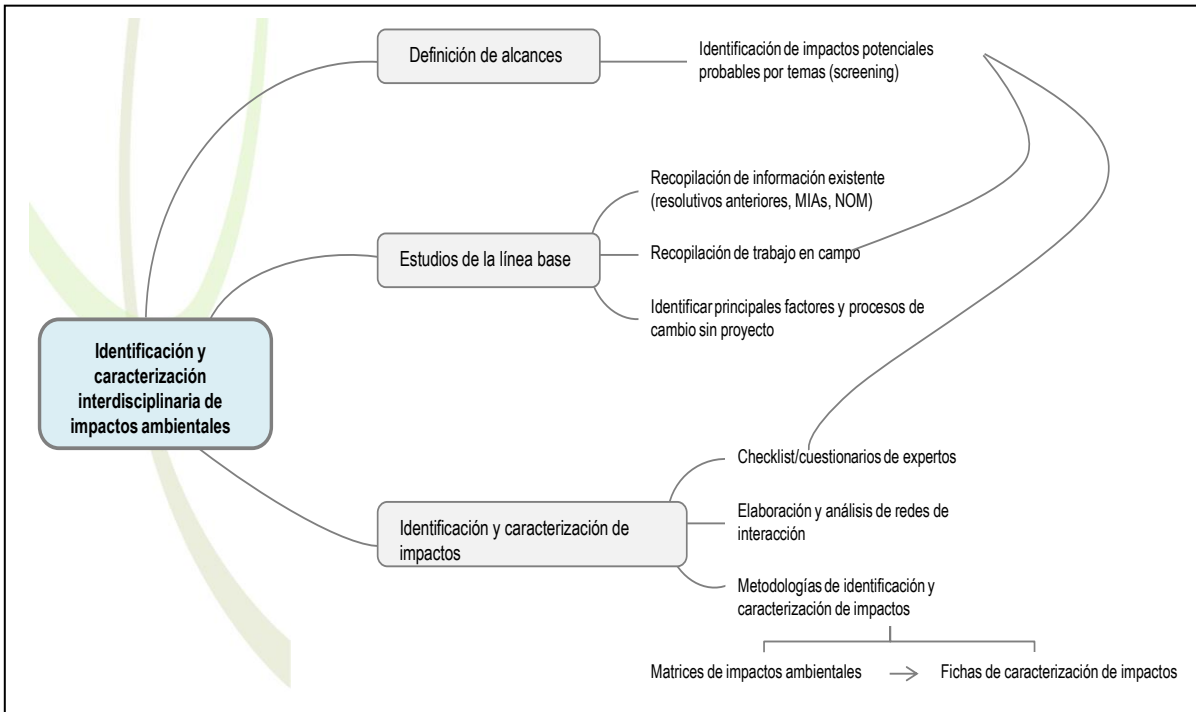 Definición de alcances
Identificación de impactos potenciales
probables por temas (screening)
Recopilación de información existente
(resolutivos anteriores, MIAs, NOM)
Estudios de la línea base
Recopilación de trabajo en campo
Identificar principales factores y procesos de
cambio sin proyecto
Identificación y
caracterización
interdisciplinaria de
impactos ambientales
Checklist/cuestionarios de expertos
Identificación y caracterización de
impactos
Elaboración y análisis de redes de
interacción
Metodologías de identificación y
caracterización de impactos
Matrices de impactos ambientales
Fichas de caracterización de impactos